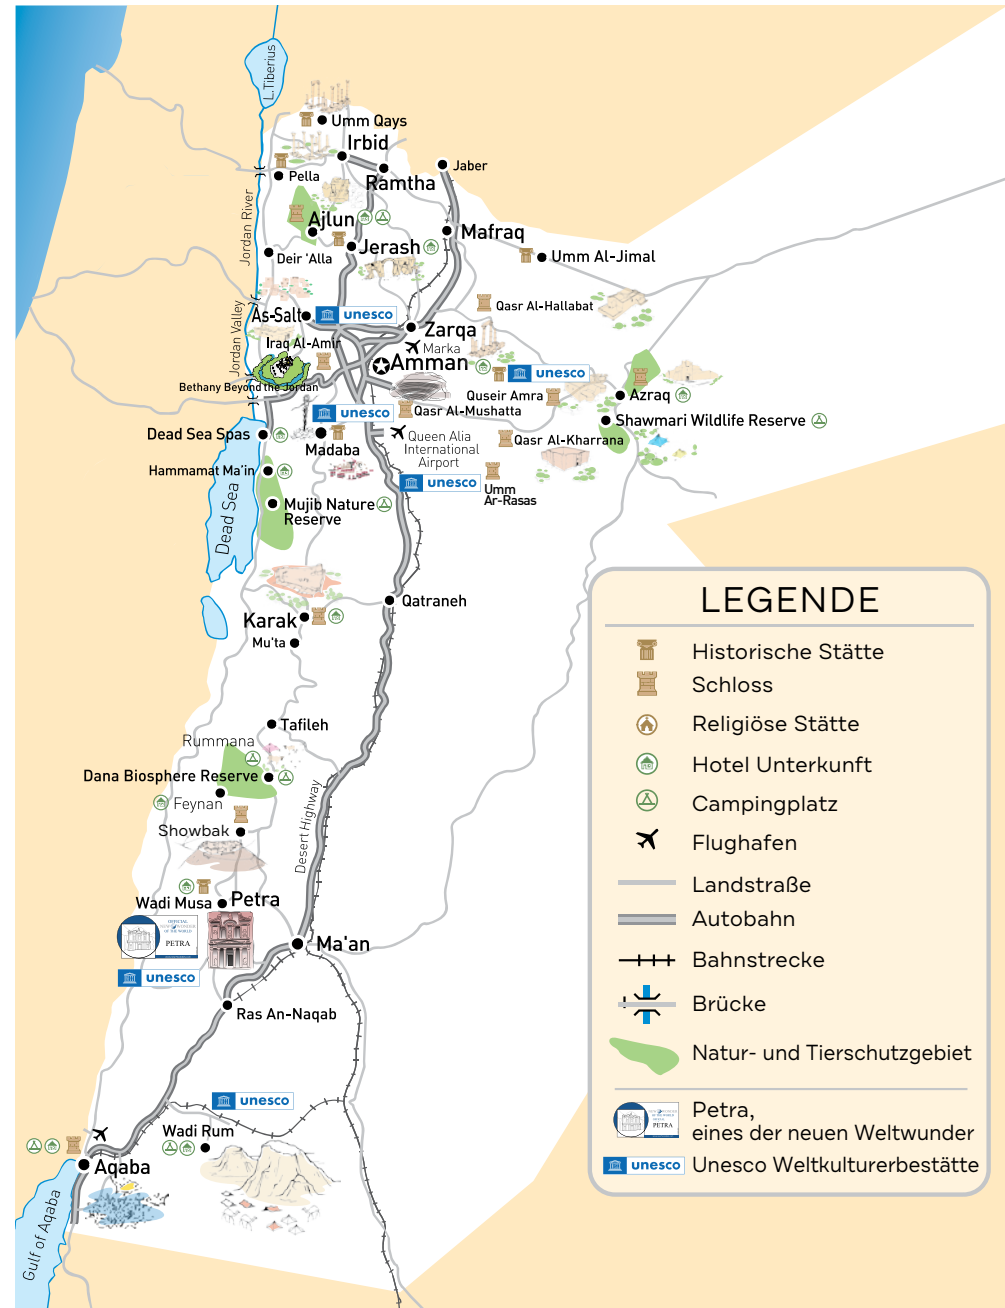 L.Tiberius
Umm Qays
Irbid
Jaber
Pella
Ramtha
Jordan River
Ajlun
Mafraq
Jerash
Deir 'Alla
Umm Al-Jimal
Qasr Al-Hallabat
As-Salt
unesco
Zarqa
Jordan Valley
Iraq Al-Amir
Marka
Amman
unesco
Bethany Beyond the Jordan
Quseir Amra
Azraq
unesco
Qasr Al-Mushatta
Shawmari Wildlife Reserve
Dead Sea Spas
Madaba
Queen Alia
International
Airport
Qasr Al-Kharrana
Hammamat Ma'in
unesco
Umm
Ar-Rasas
Dead Sea
Mujib Nature
Reserve
Qatraneh
Karak
Mu'ta
Tafileh
Rummana
Dana Biosphere Reserve
Feynan
Desert Highway
Showbak
Wadi Musa
Petra
OFFICIAL
NEW7WONDER
OF THE WORLD
PETRA
Ma'an
unesco
Ras An-Naqab
unesco
Wadi Rum
Aqaba
Gulf of Aqaba
LEGENDE
Historische Stätte
Schloss
Religiöse Stätte
Hotel Unterkunft
Campingplatz
Flughafen
Landstraße
Autobahn
Bahnstrecke
Brücke
Natur- und Tierschutzgebiet
PETRA
Petra,
eines der neuen Weltwunder
unesco
Unesco Weltkulturerbestätte